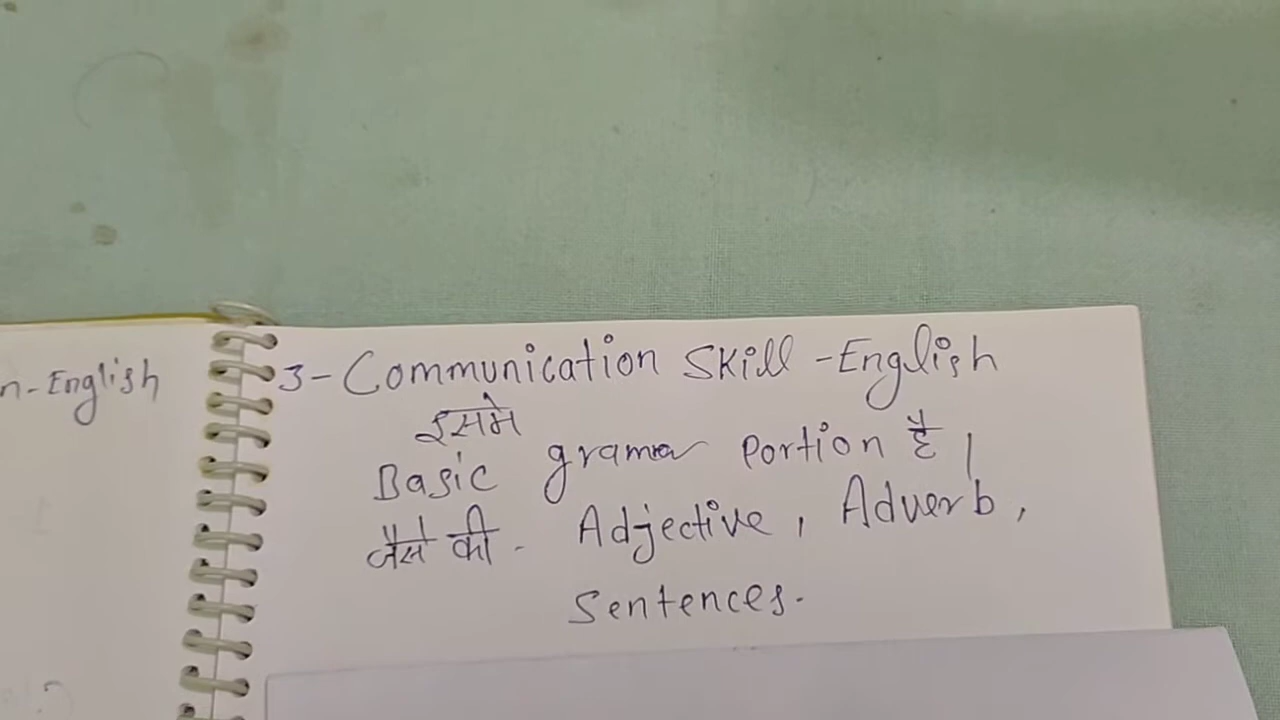 n-English
3-Communication Skill -English
इसमे
Basic gramar Portion है |
जैसे की - Adjective, Adverb,
Sentences.